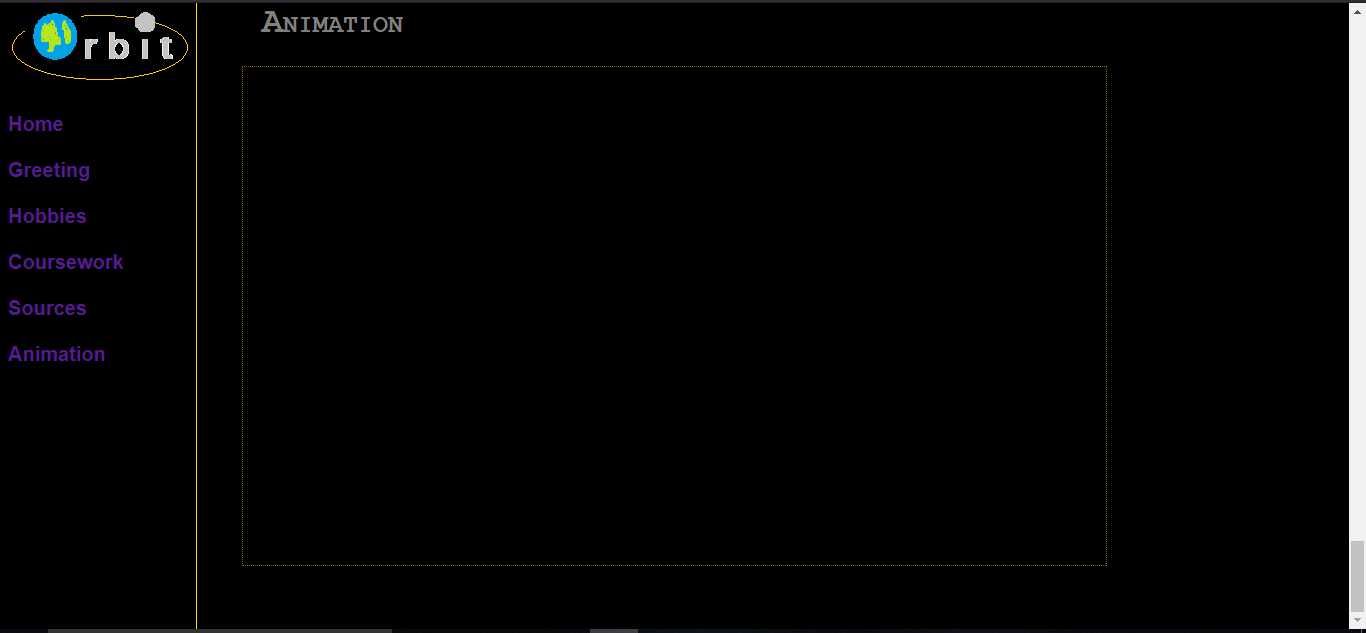 Orbit
Animation
Home
Greeting
Hobbies
Coursework
Sources
Animation